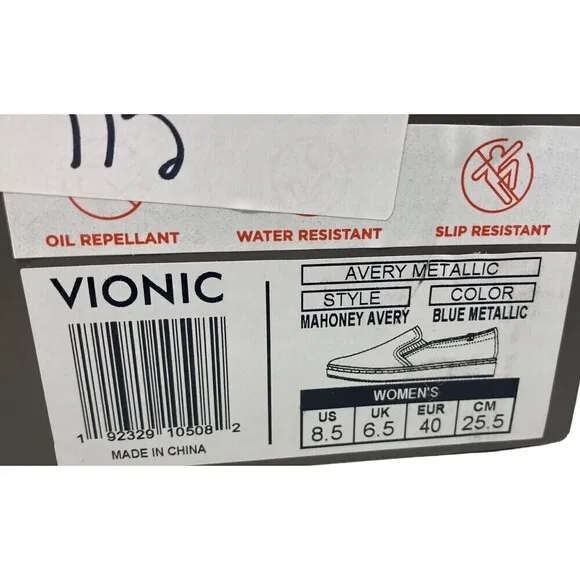 115
OIL REPELLANT
WATER RESISTANT
SLIP RESISTANT
VIONIC
AVERY METALLIC
STYLE
COLOR
MAHONEY AVERY
BLUE METALLIC
WOMEN'S
US
UK
EUR
CM
8.5
6.5
40
25.5
1 92329 10508 2
MADE IN CHINA